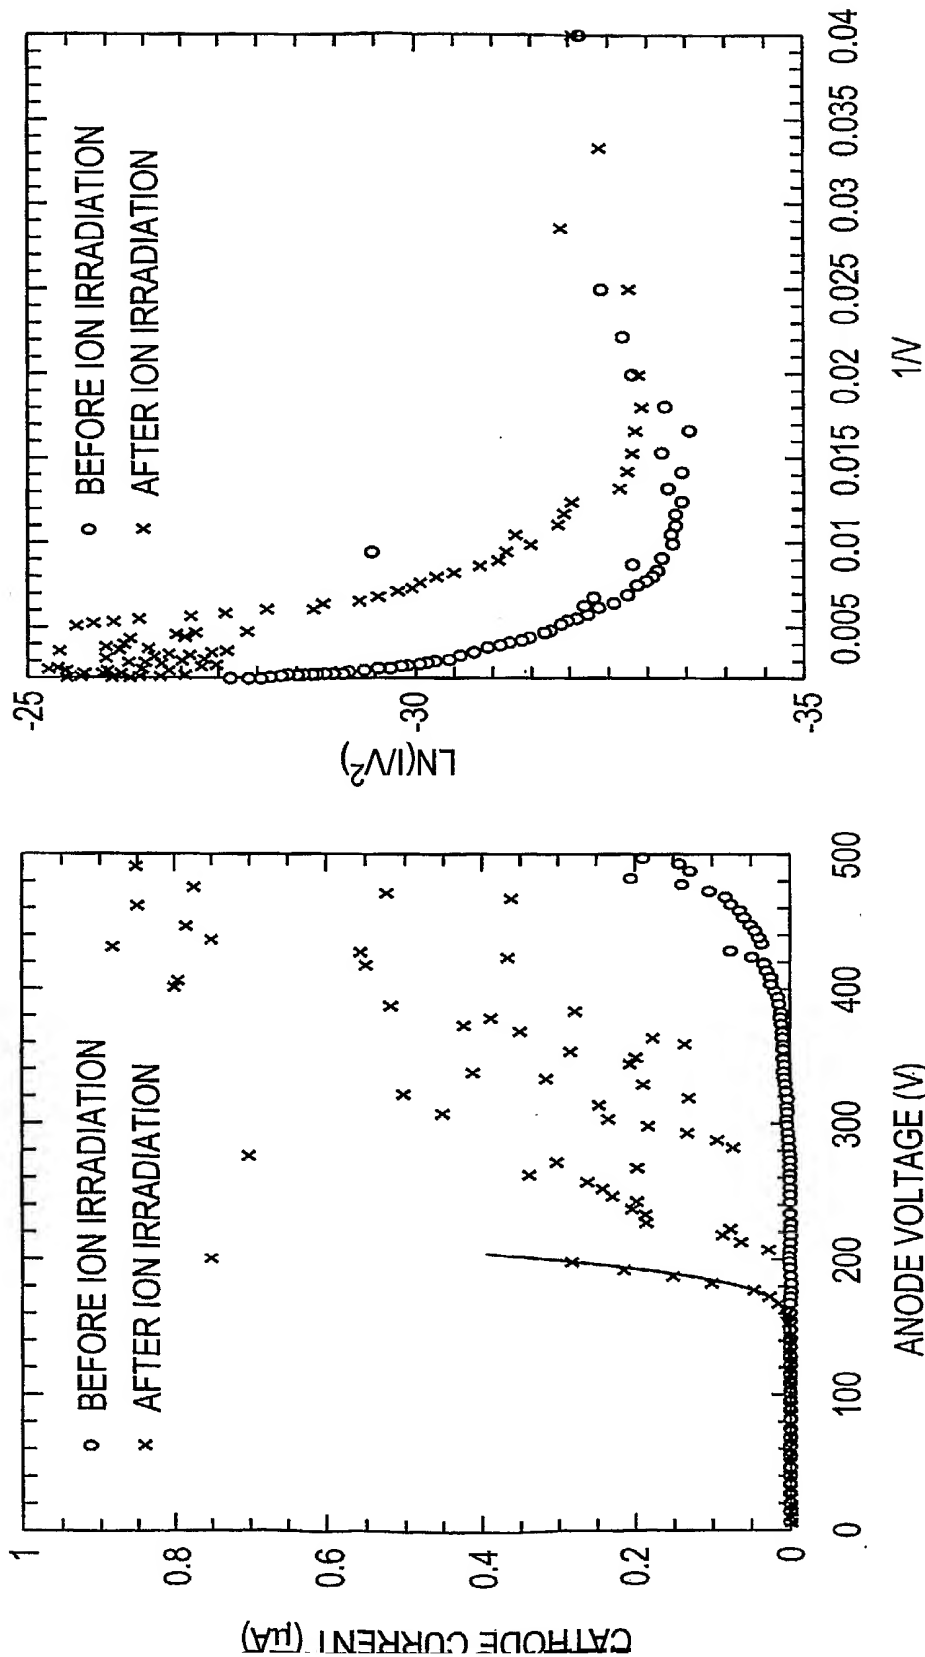 CATHODE CURRENT (μA)
1
0.8
0.6
0.4
0.2
0
o BEFORE ION IRRADIATION
x AFTER ION IRRADIATION
0 100 200 300 400 500
ANODE VOLTAGE (V)
LN(I/V²)
-25
-30
-35
o BEFORE ION IRRADIATION
x AFTER ION IRRADIATION
0.005 0.010 0.015 0.02 0.025 0.03 0.035 0.04
1/V